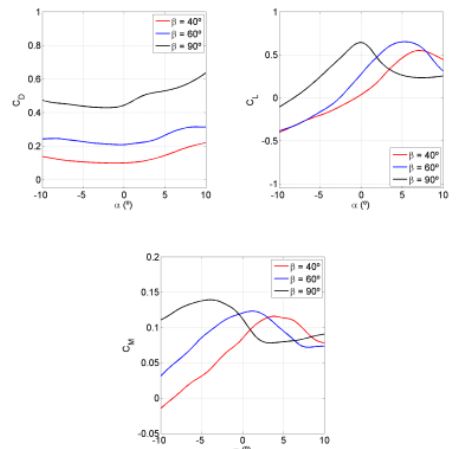 1
0.8
0.6
0.4
0.2
0
C_D
-10 -5 0 5 10
α (º)
β = 40º
β = 60º
β = 90º
1
0.5
0
-0.5
-1
C_L
-10 -5 0 5 10
α (º)
β = 40º
β = 60º
β = 90º
0.2
0.15
0.1
0.05
0
-0.05
C_M
-10 -5 0 5 10
β = 40º
β = 60º
β = 90º